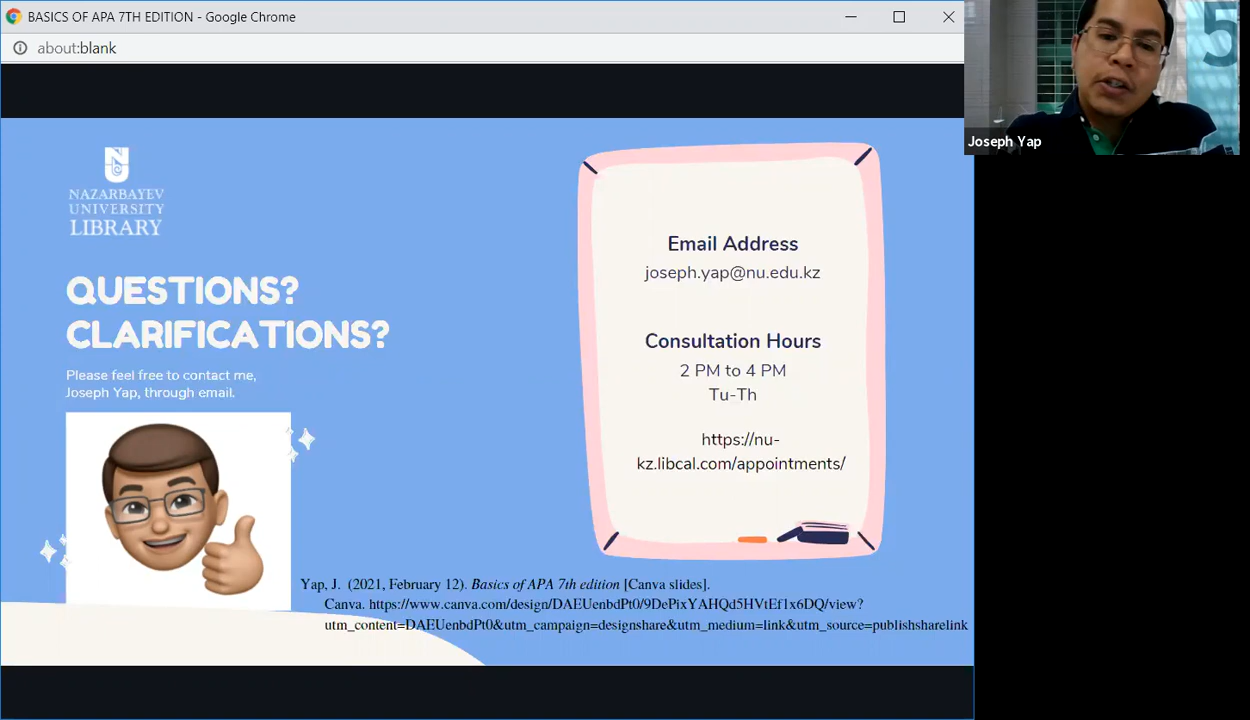 BASICS OF APA 7TH EDITION - Google Chrome
about:blank
NAZARBAYEV
UNIVERSITY
LIBRARY
QUESTIONS?
CLARIFICATIONS?
Please feel free to contact me,
Joseph Yap, through email.
Email Address
joseph.yap@nu.edu.kz
Consultation Hours
2 PM to 4 PM
Tu-Th
https://nu-
kz.libcal.com/appointments/
Yap, J. (2021, February 12). Basics of APA 7th edition [Canva slides].
Canva. https://www.canva.com/design/DAEUenbdPt0/9DePixYAHQd5HVtEf1x6DQ/view?
utm_content=DAEUenbdPt0&utm_campaign=designshare&utm_medium=link&utm_source=publishsharelink
5
Joseph Yap